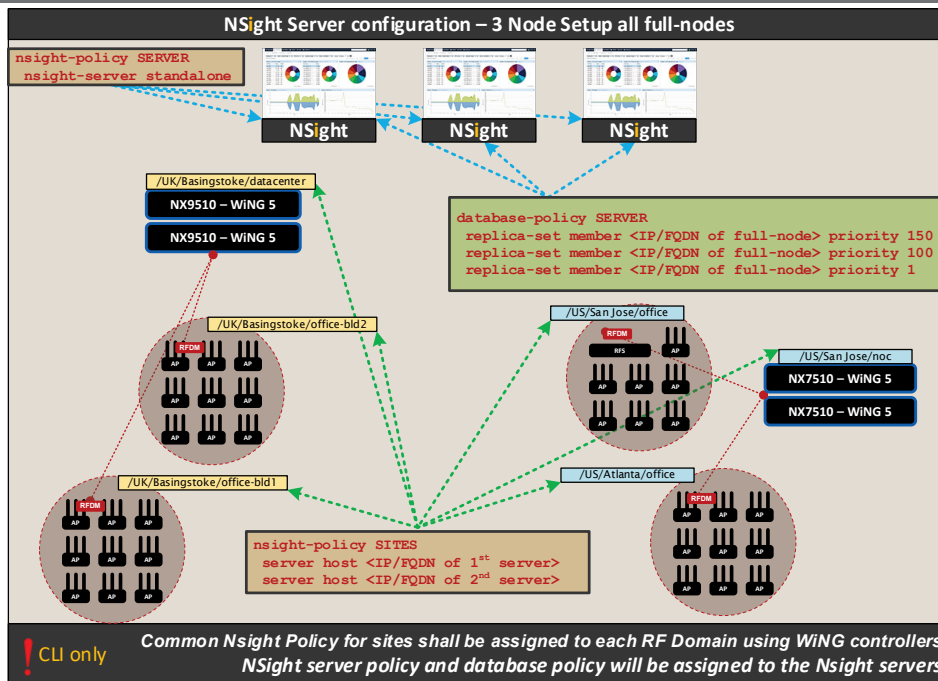 NSight Server configuration – 3 Node Setup all full-nodes
nsight-policy SERVER
nsight-server standalone
NSight
NSight
NSight
/UK/Basingstoke/datacenter
NX9510 – WiNG 5
NX9510 – WiNG 5
database-policy SERVER
replica-set member <IP/FQDN of full-node> priority 150
replica-set member <IP/FQDN of full-node> priority 100
replica-set member <IP/FQDN of full-node> priority 1
/UK/Basingstoke/office-bld2
RFDM
AP AP AP
AP AP AP
AP AP AP
/US/San Jose/office
RFDM
RFS AP
AP AP AP
AP AP AP
/US/San Jose/noc
NX7510 – WiNG 5
NX7510 – WiNG 5
/UK/Basingstoke/office-bld1
RFDM
AP AP AP
AP AP AP
AP AP AP
/US/Atlanta/office
RFDM
AP AP AP
AP AP AP
AP AP AP
nsight-policy SITES
server host <IP/FQDN of 1st server>
server host <IP/FQDN of 2nd server>
! CLI only
Common Nsight Policy for sites shall be assigned to each RF Domain using WiNG controllers
NSight server policy and database policy will be assigned to the Nsight servers